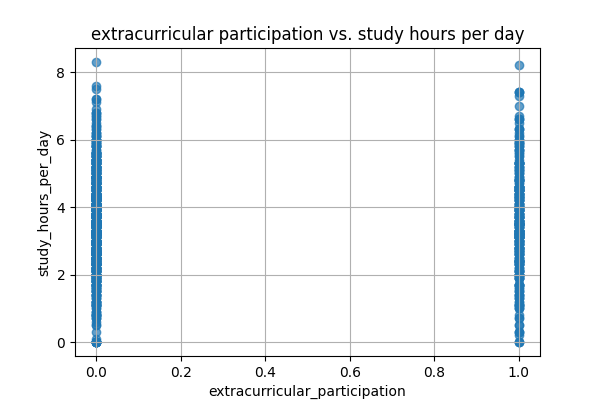 extracurricular participation vs. study hours per day
8
6
4
2
0
study_hours_per_day
0.0 0.2 0.4 0.6 0.8 1.0
extracurricular_participation